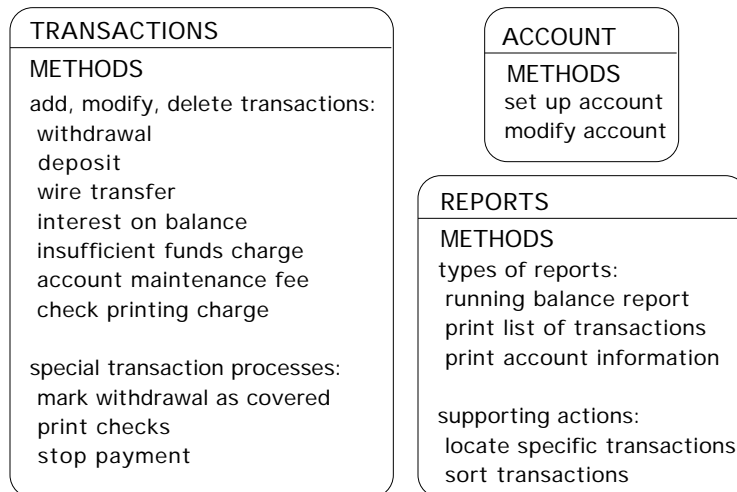 TRANSACTIONS
METHODS
add, modify, delete transactions:
withdrawal
deposit
wire transfer
interest on balance
insufficient funds charge
account maintenance fee
check printing charge
special transaction processes:
mark withdrawal as covered
print checks
stop payment
ACCOUNT
METHODS
set up account
modify account
REPORTS
METHODS
types of reports:
running balance report
print list of transactions
print account information
supporting actions:
locate specific transactions
sort transactions